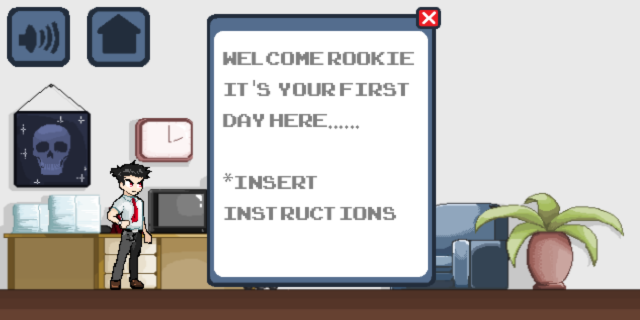 WELCOME ROOKIE
IT'S YOUR FIRST
DAY HERE......
*INSERT
INSTRUCTIONS